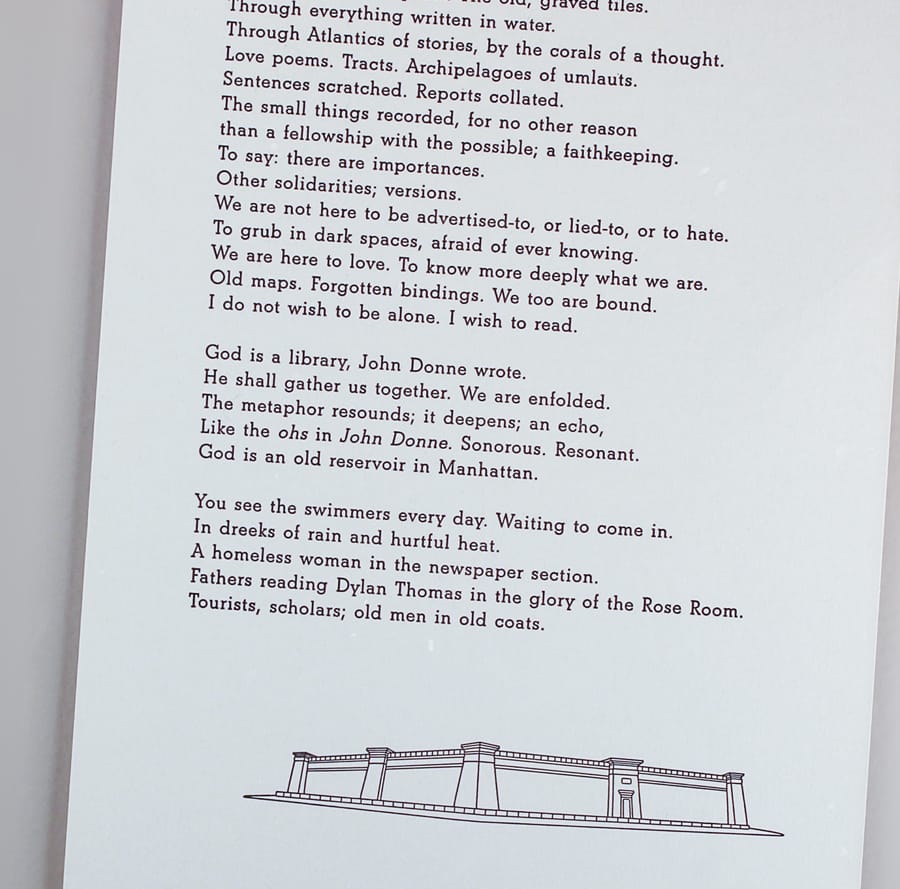 old, graved tiles.
Through everything written in water.
Through Atlantics of stories, by the corals of a thought.
Love poems. Tracts. Archipelagoes of umlauts.
Sentences scratched. Reports collated.
The small things recorded, for no other reason
than a fellowship with the possible; a faithkeeping.
To say: there are importances.
Other solidarities; versions.
We are not here to be advertised-to, or lied-to, or to hate.
To grub in dark spaces, afraid of ever knowing.
We are here to love. To know more deeply what we are.
Old maps. Forgotten bindings. We too are bound.
I do not wish to be alone. I wish to read.
God is a library, John Donne wrote.
He shall gather us together. We are enfolded.
The metaphor resounds; it deepens; an echo,
Like the ohs in John Donne. Sonorous. Resonant.
God is an old reservoir in Manhattan.
You see the swimmers every day. Waiting to come in.
In dreeks of rain and hurtful heat.
A homeless woman in the newspaper section.
Fathers reading Dylan Thomas in the glory of the Rose Room.
Tourists, scholars; old men in old coats.